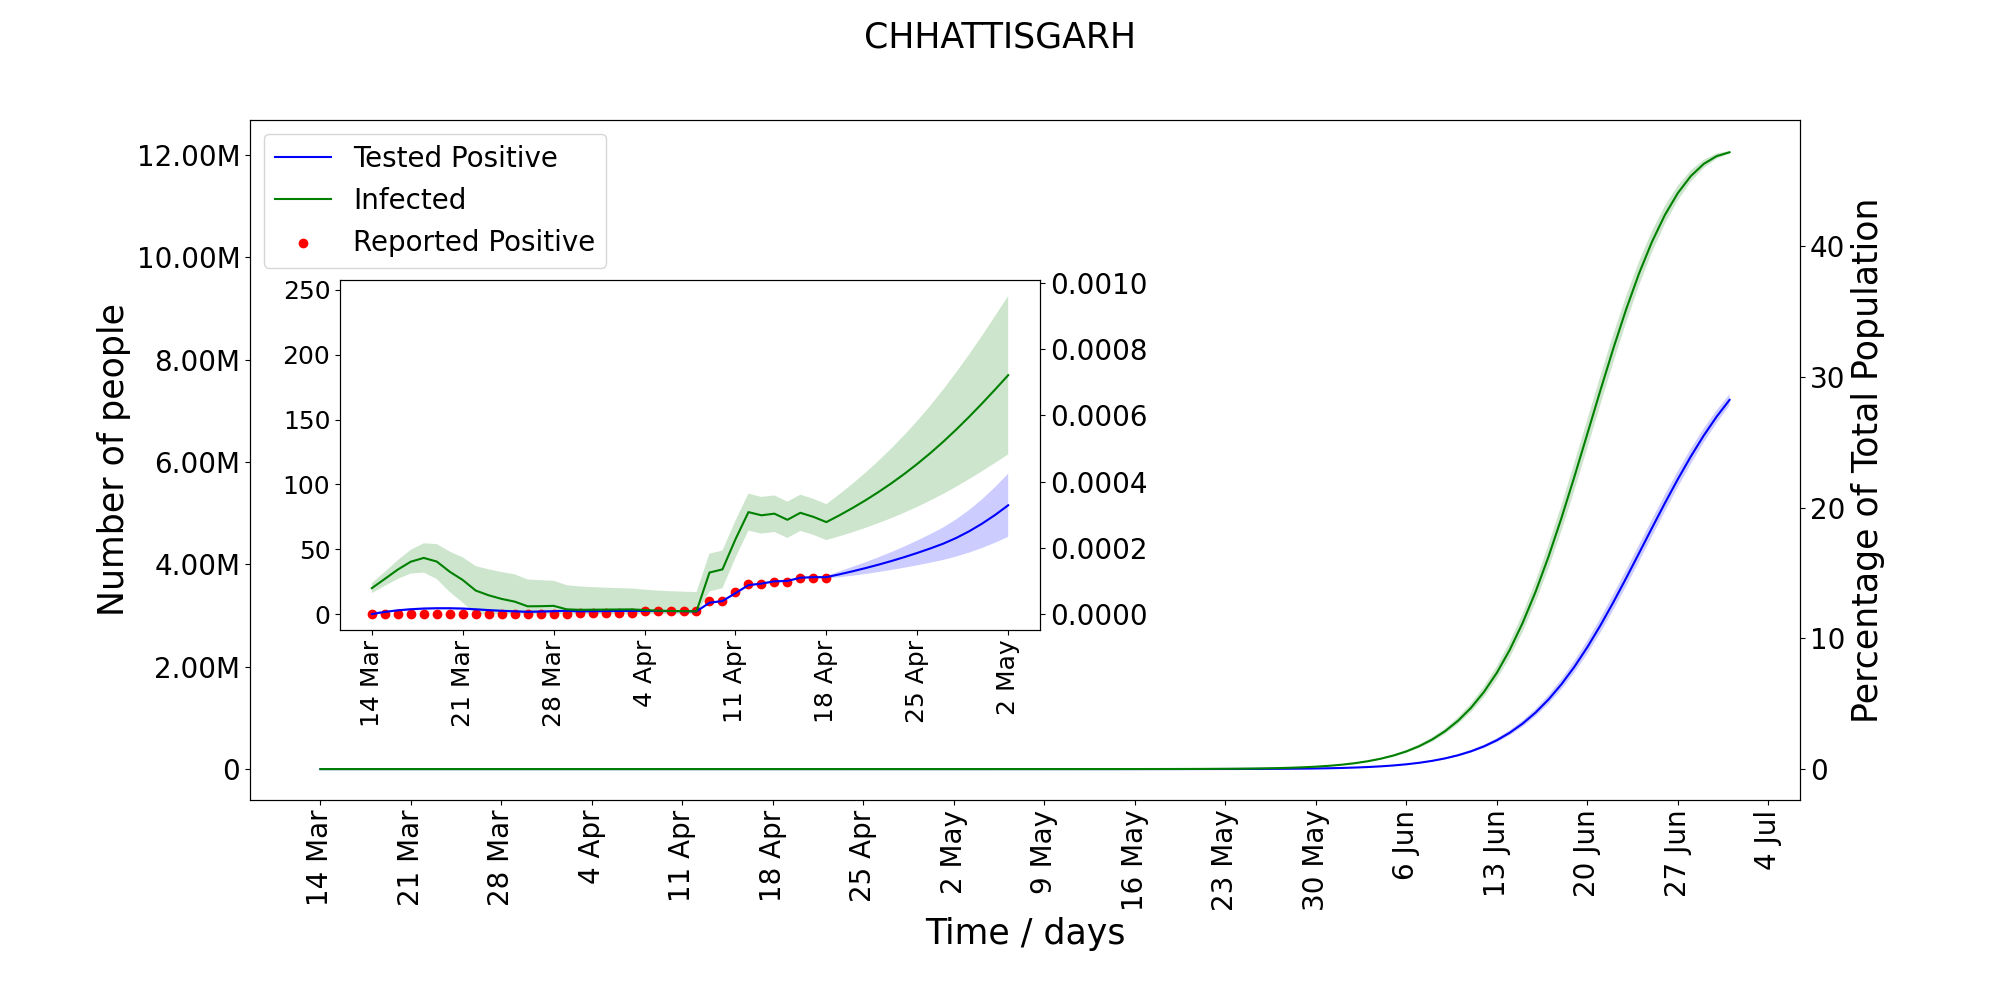 CHHATTISGARH
Tested Positive
Infected
Reported Positive
Number of people
12.00M
10.00M
8.00M
6.00M
4.00M
2.00M
0
250
200
150
100
50
0
0.0010
0.0008
0.0006
0.0004
0.0002
0.0000
14 Mar
21 Mar
28 Mar
4 Apr
11 Apr
18 Apr
25 Apr
2 May
40
30
20
10
0
Percentage of Total Population
14 Mar
21 Mar
28 Mar
4 Apr
11 Apr
18 Apr
25 Apr
2 May
9 May
16 May
23 May
30 May
6 Jun
13 Jun
20 Jun
27 Jun
4 Jul
Time / days